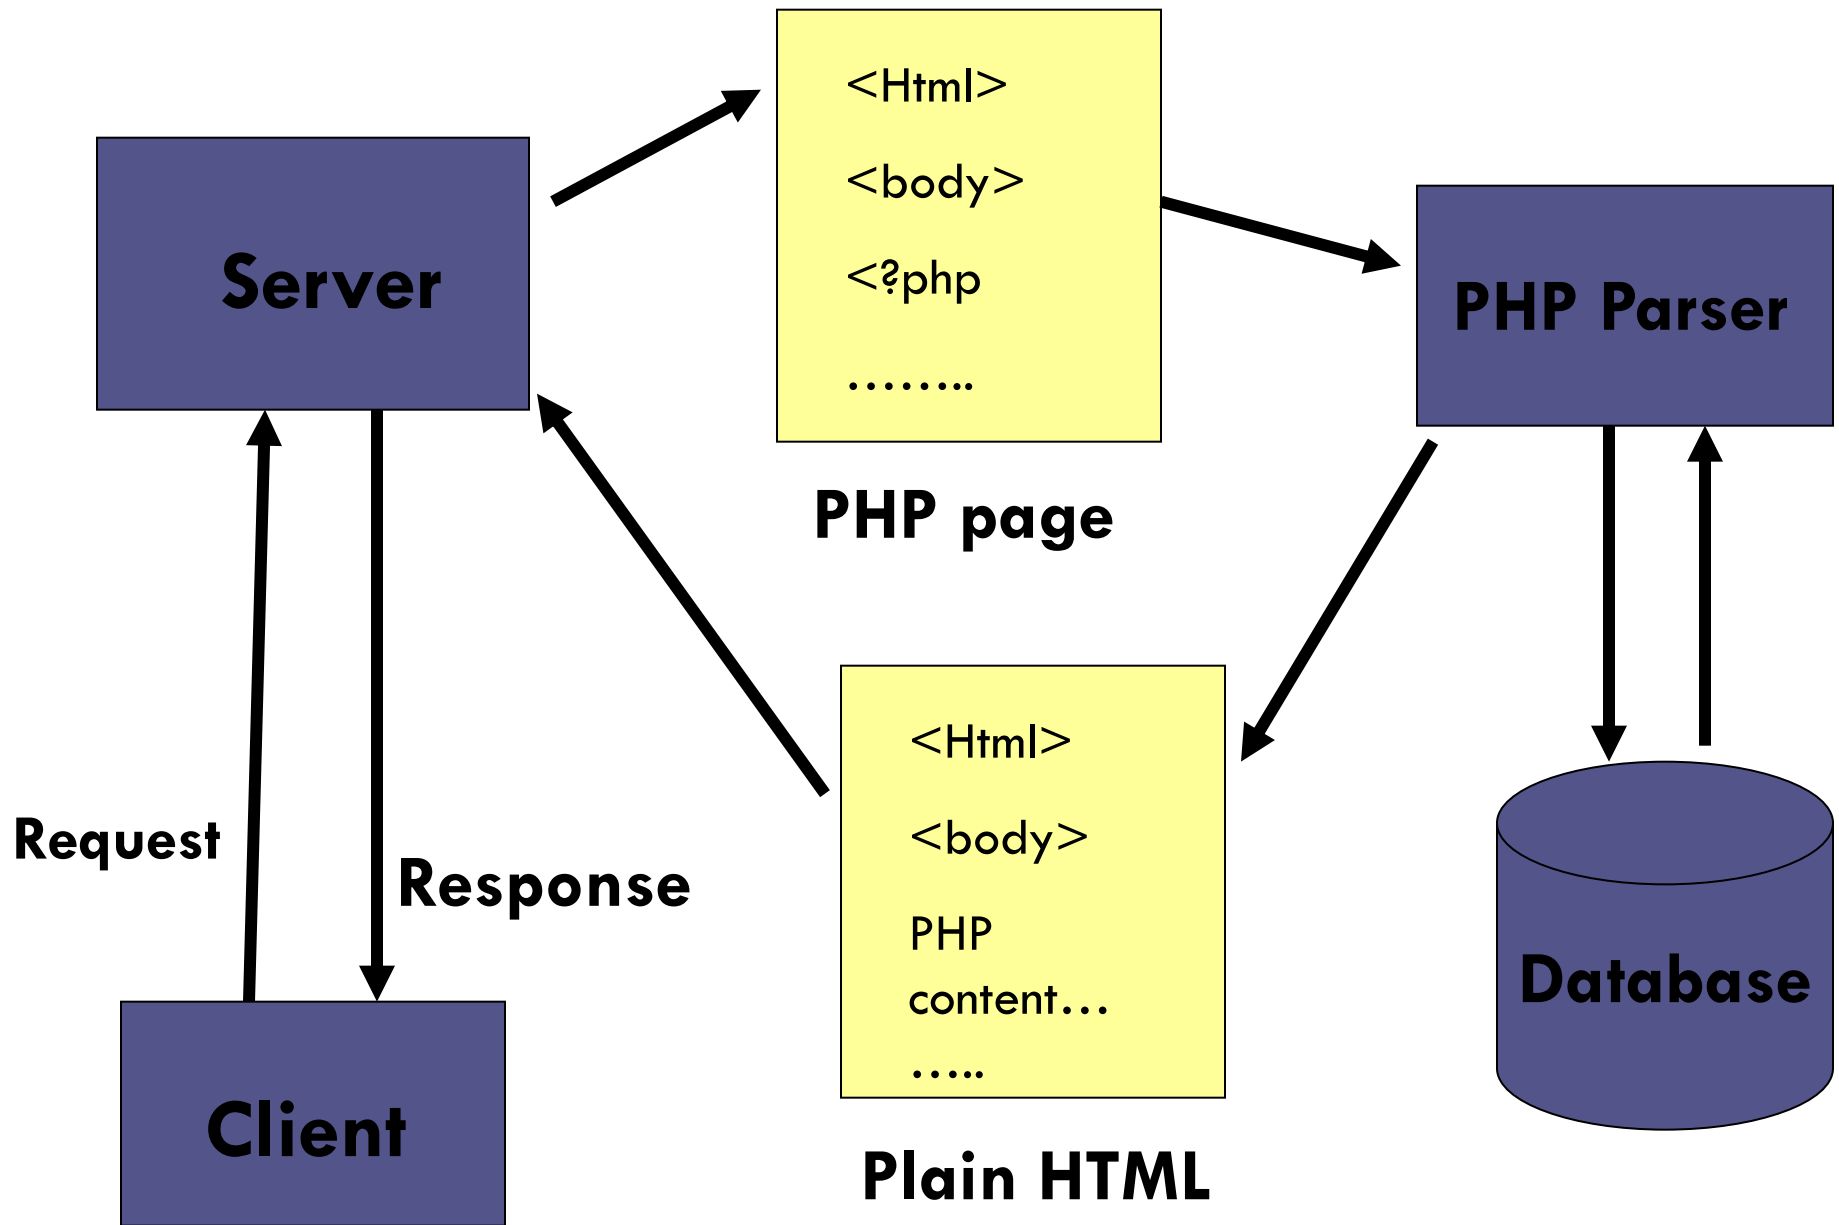 <Html>
<body>
<?php
……..
Server
PHP Parser
PHP page
<Html>
<body>
PHP
content…
…..
Request
Response
Database
Client
Plain HTML